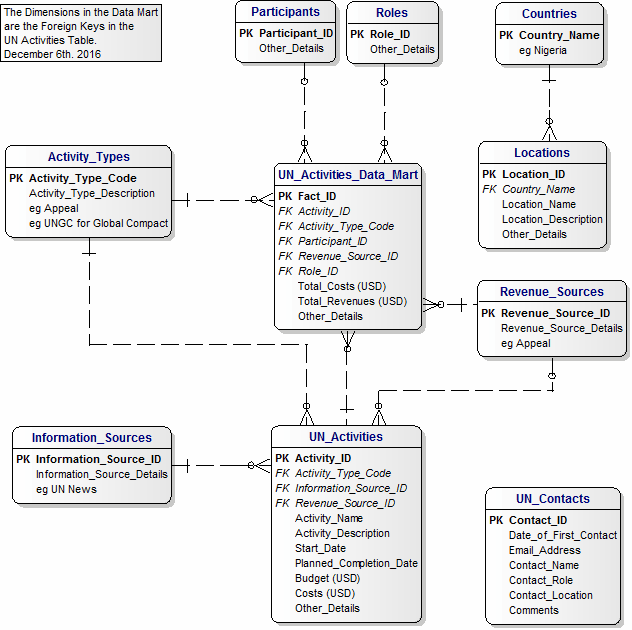 The Dimensions in the Data Mart
are the Foreign Keys in the
UN Activities Table.
December 6th. 2016
Participants
PK Participant_ID
Other_Details
Roles
PK Role_ID
Other_Details
Countries
PK Country_Name
eg Nigeria
Activity_Types
PK Activity_Type_Code
Activity_Type_Description
eg Appeal
eg UNGC for Global Compact
UN_Activities_Data_Mart
PK Fact_ID
FK Activity_ID
FK Activity_Type_Code
FK Participant_ID
FK Revenue_Source_ID
FK Role_ID
Total_Costs (USD)
Total_Revenues (USD)
Other_Details
Locations
PK Location_ID
FK Country_Name
Location_Name
Location_Description
Other_Details
Revenue_Sources
PK Revenue_Source_ID
Revenue_Source_Details
eg Appeal
Information_Sources
PK Information_Source_ID
Information_Source_Details
eg UN News
UN_Activities
PK Activity_ID
FK Activity_Type_Code
FK Information_Source_ID
FK Revenue_Source_ID
Activity_Name
Activity_Description
Start_Date
Planned_Completion_Date
Budget (USD)
Costs (USD)
Other_Details
UN_Contacts
PK Contact_ID
Date_of_First_Contact
Email_Address
Contact_Name
Contact_Role
Contact_Location
Comments